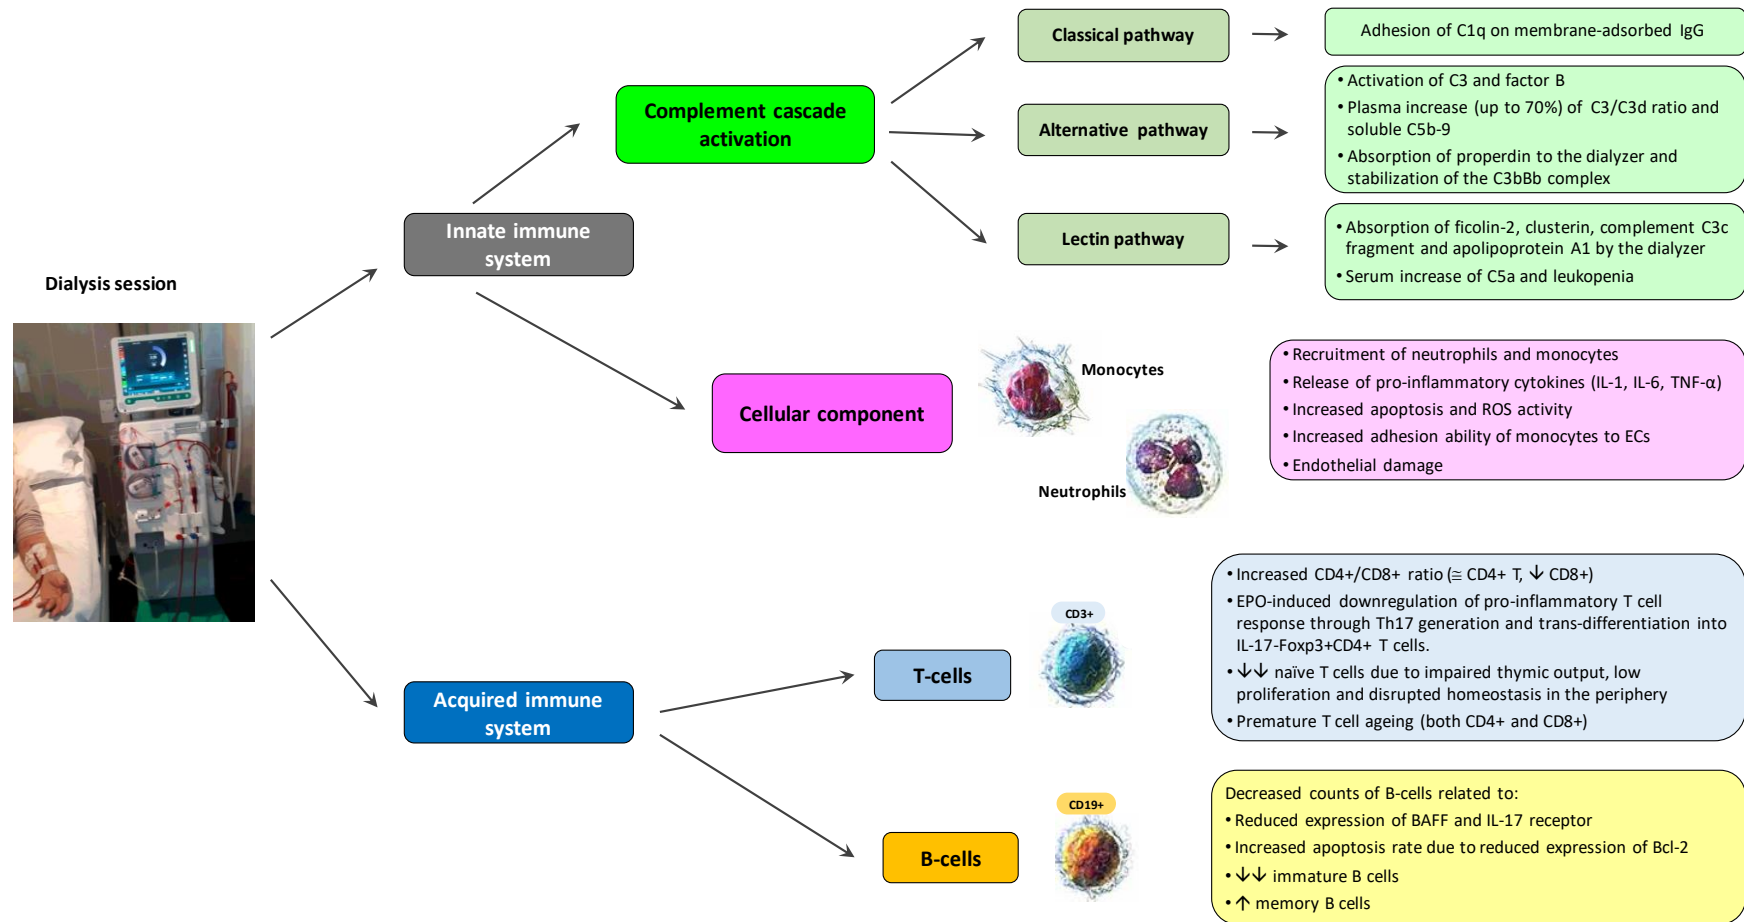 Dialysis session
Innate immune
system
Complement cascade
activation
Classical pathway
Adhesion of C1q on membrane-adsorbed IgG
Alternative pathway
• Activation of C3 and factor B
• Plasma increase (up to 70%) of C3/C3d ratio and
soluble C5b-9
• Absorption of properdin to the dialyzer and
stabilization of the C3bBb complex
Lectin pathway
• Absorption of ficolin-2, clusterin, complement C3c
fragment and apolipoprotein A1 by the dialyzer
• Serum increase of C5a and leukopenia
Cellular component
Monocytes
Neutrophils
• Recruitment of neutrophils and monocytes
• Release of pro-inflammatory cytokines (IL-1, IL-6, TNF-α)
• Increased apoptosis and ROS activity
• Increased adhesion ability of monocytes to ECs
• Endothelial damage
Acquired immune
system
T-cells
CD3+
• Increased CD4+/CD8+ ratio (≅ CD4+ T, ↓ CD8+)
• EPO-induced downregulation of pro-inflammatory T cell
response through Th17 generation and trans-differentiation into
IL-17-Foxp3+CD4+ T cells.
• ↓↓ naïve T cells due to impaired thymic output, low
proliferation and disrupted homeostasis in the periphery
• Premature T cell ageing (both CD4+ and CD8+)
B-cells
CD19+
Decreased counts of B-cells related to:
• Reduced expression of BAFF and IL-17 receptor
• Increased apoptosis rate due to reduced expression of Bcl-2
• ↓↓ immature B cells
• ↑ memory B cells